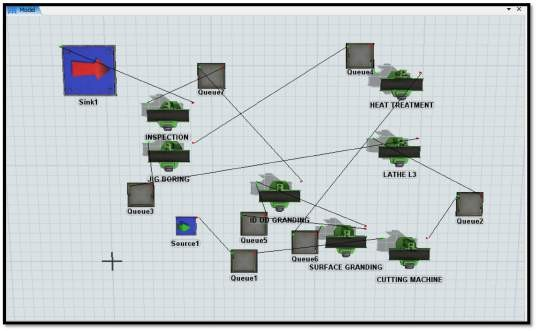 Model
Queue4
Queue7
HEAT TREATMENT
Sink1
INSPECTION
JIG BORING
LATHE L3
Queue3
Queue2
ID OD GRANDING
Source1
Queue5
Queue6
SURFACE GRANDING
Queue1
CUTTING MACHINE